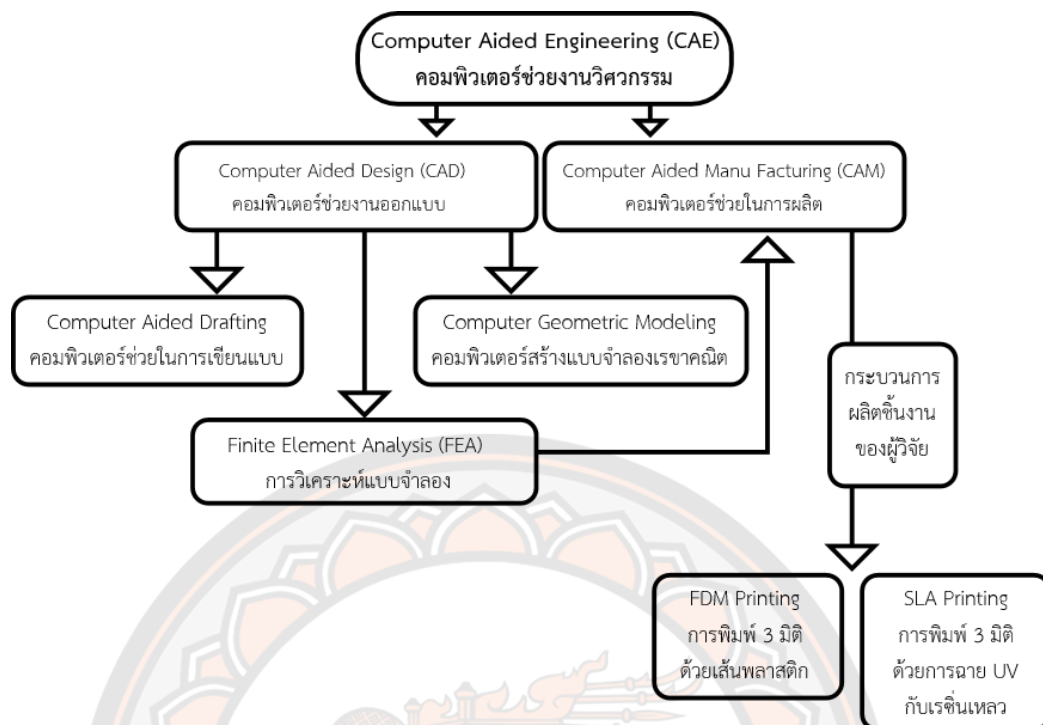 Computer Aided Engineering (CAE)
คอมพิวเตอร์ช่วยงานวิศวกรรม
Computer Aided Design (CAD)
คอมพิวเตอร์ช่วยงานออกแบบ
Computer Aided Manu Facturing (CAM)
คอมพิวเตอร์ช่วยในการผลิต
Computer Aided Drafting
คอมพิวเตอร์ช่วยในการเขียนแบบ
Computer Geometric Modeling
คอมพิวเตอร์สร้างแบบจำลองเรขาคณิต
Finite Element Analysis (FEA)
การวิเคราะห์แบบจำลอง
กระบวนการ
ผลิตชิ้นงาน
ของผู้วิจัย
FDM Printing
การพิมพ์ 3 มิติ
ด้วยเส้นพลาสติก
SLA Printing
การพิมพ์ 3 มิติ
ด้วยการฉาย UV
กับเรซิ่นเหลว